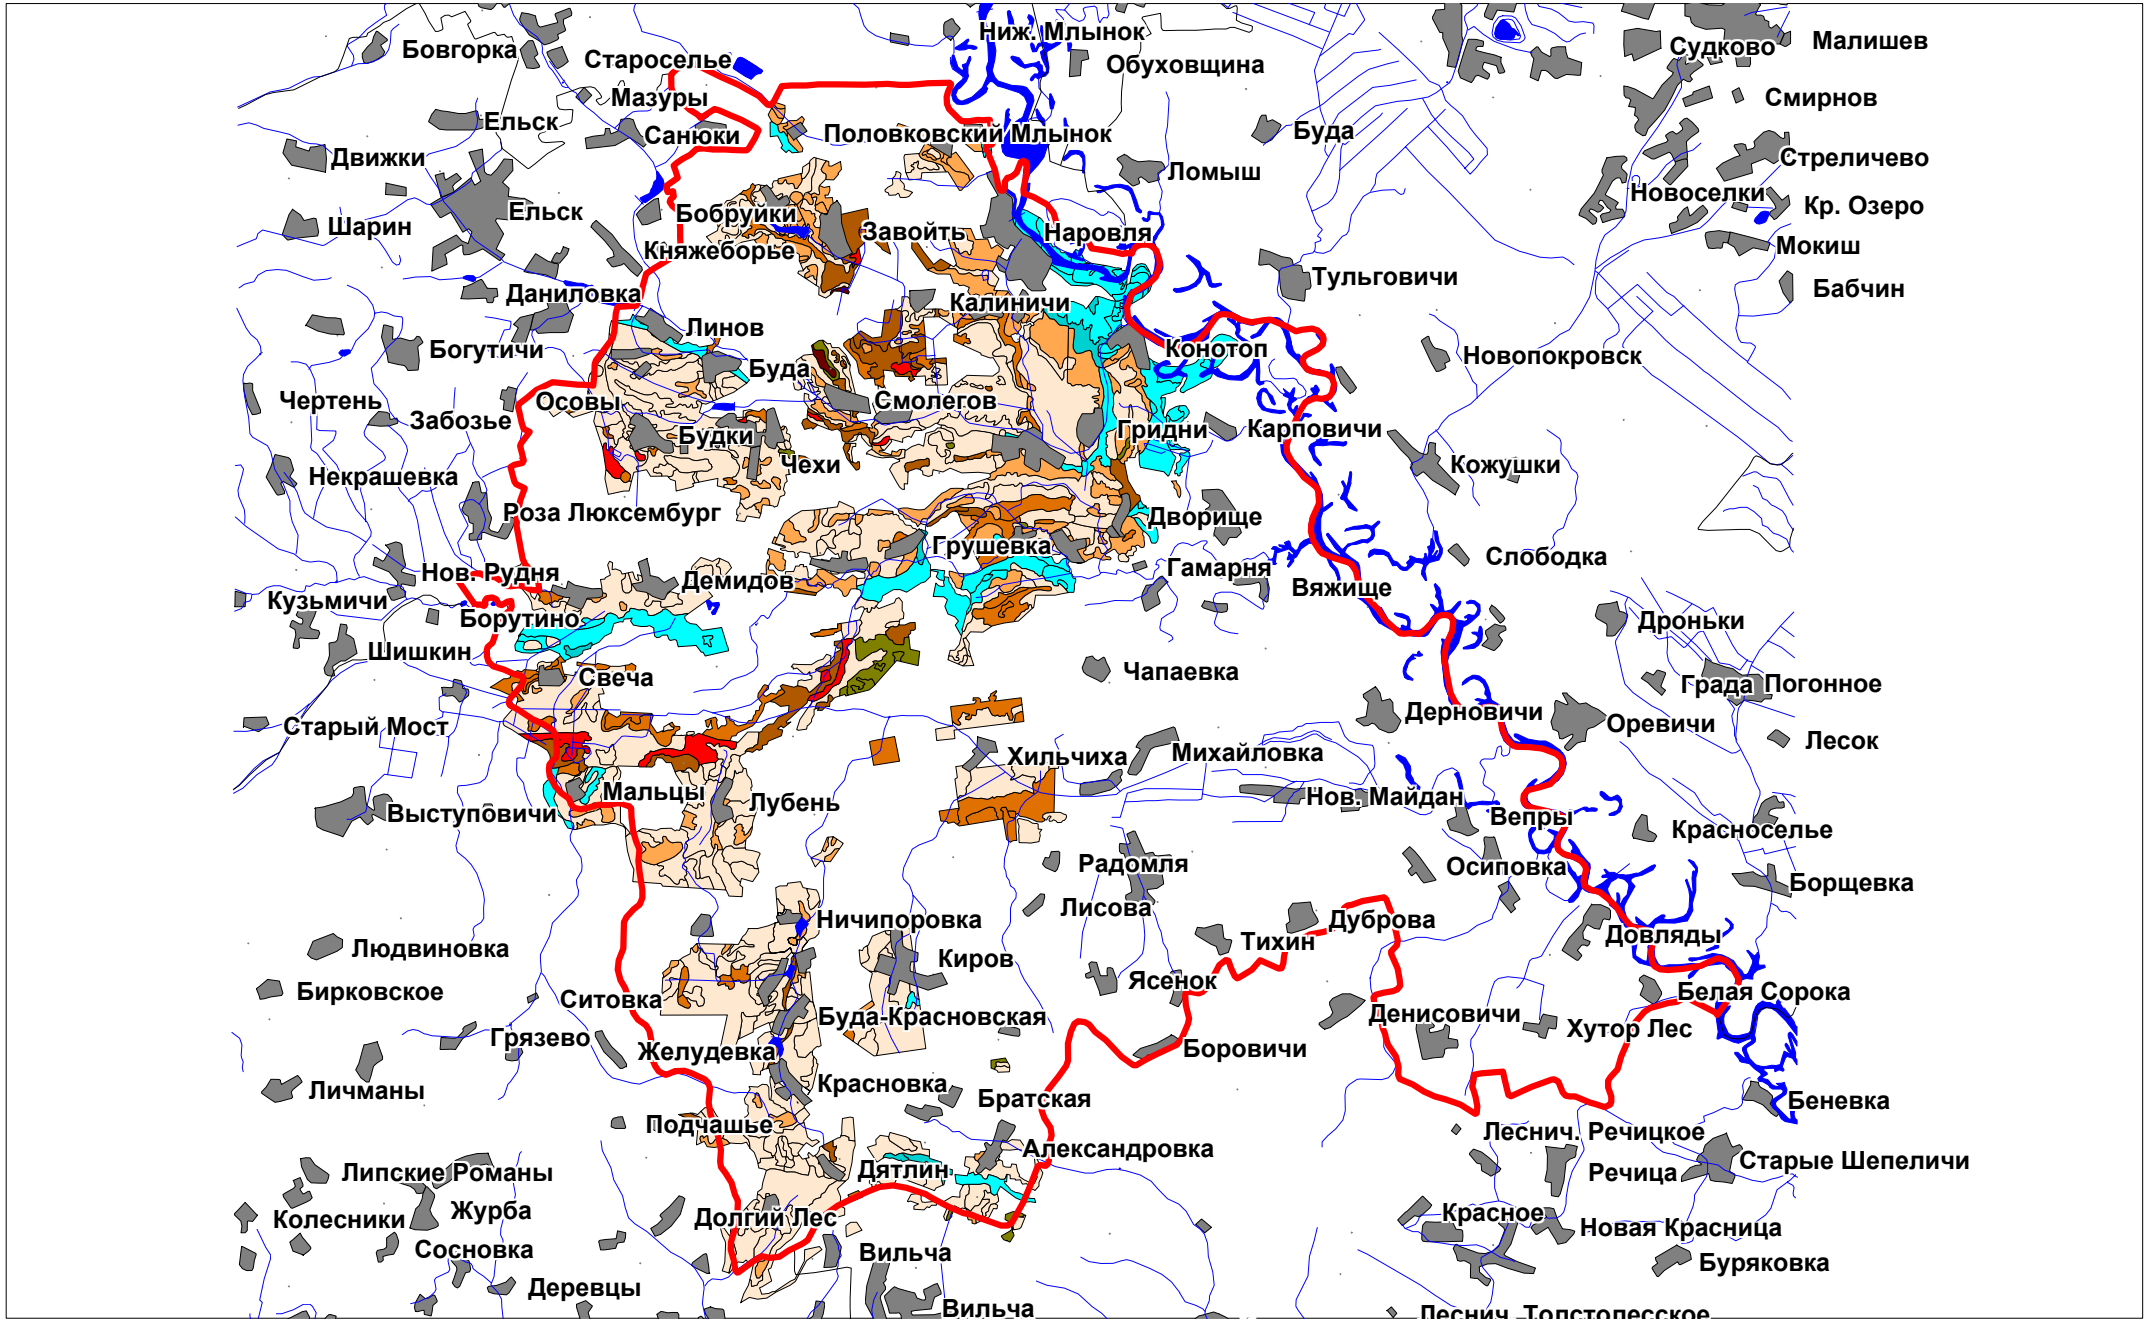 Ниж. Млынок
Бовгорка
Староселье
Судково
Малишев
Обуховщина
Мазуры
Смирнов
Ельск
Санюки
Половковский Млынок
Буда
Движки
Стреличево
Ломыш
Новоселки
Кр. Озеро
Шарин
Ельск
Бобруйки
Завойть
Наровля
Мокиш
Княжеборье
Тульговичи
Бабчин
Даниловка
Калиничи
Линов
Богутичи
Конотоп
Новопокровск
Буда
Чертень
Забозье
Осовы
Смолегов
Будки
Гридни
Карповичи
Чехи
Кожушки
Некрашевка
Роза Люксембург
Дворище
Грушевка
Слободка
Нов. Рудня
Демидов
Гамарня
Вяжище
Кузьмичи
Борутино
Дроньки
Шишкин
Свеча
Чапаевка
Града
Погонное
Старый Мост
Дерновичи
Оревичи
Лесок
Хильчиха
Михайловка
Мальцы
Лубень
Нов. Майдан
Выступовичи
Вепры
Красноселье
Радомля
Осиповка
Борщевка
Лисова
Ничипоровка
Дуброва
Тихин
Довляды
Людвиновка
Киров
Бирковское
Ситовка
Ясенок
Белая Сорока
Буда-Красновская
Денисовичи
Хутор Лес
Грязево
Желудевка
Боровичи
Личманы
Красновка
Братская
Беневка
Подчашье
Леснич. Речицкое
Александровка
Липские Романы
Дятлин
Речица
Старые Шепеличи
Колесники
Журба
Долгий Лес
Красное
Новая Красница
Сосновка
Вильча
Буряковка
Деревцы
Вильча
Леснич. Толстолесское